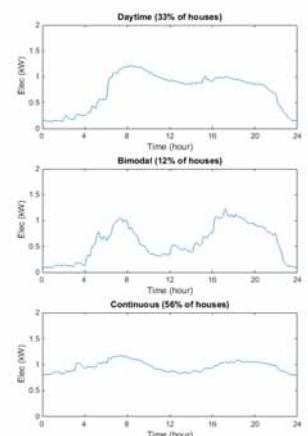 Daytime (33% of houses)
2
1.5
1
0.5
0
Elec (kW)
0 4 8 12 16 20 24
Time (hour)
Bimodal (12% of houses)
2
1.5
1
0.5
0
Elec (kW)
0 4 8 12 16 20 24
Time (hour)
Continuous (56% of houses)
2
1.5
1
0.5
0
Elec (kW)
0 4 8 12 16 20 24
Time (hour)